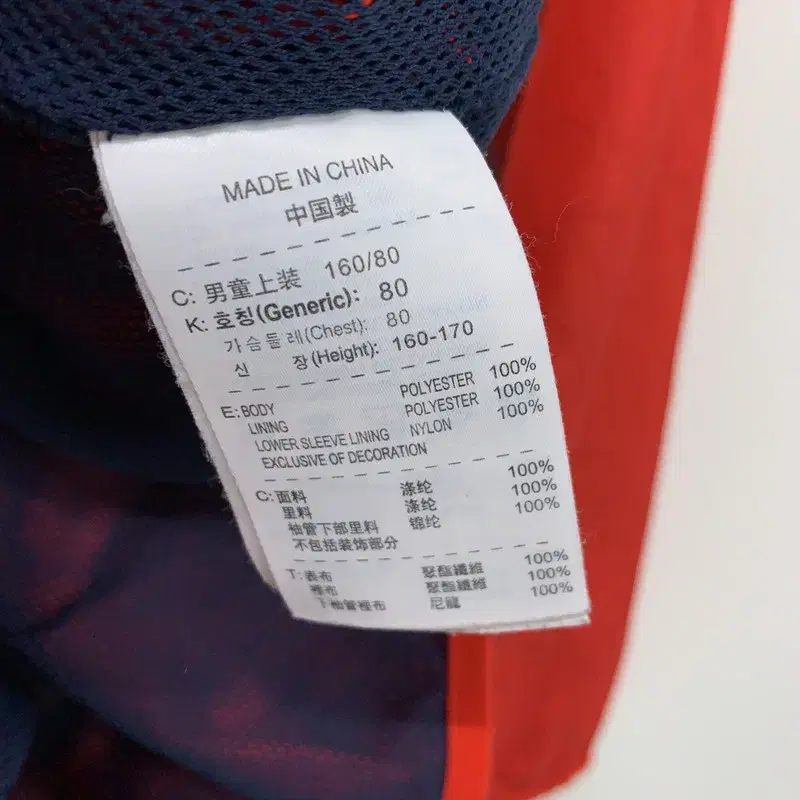 MADE IN CHINA
中国製
C: 男童上装 160/80
K: 호칭(Generic): 80
가슴둘레(Chest): 80
신 장(Height): 160-170
E: BODY POLYESTER 100%
LINING POLYESTER 100%
LOWER SLEEVE LINING NYLON 100%
EXCLUSIVE OF DECORATION
C: 面料 涤纶 100%
里料 涤纶 100%
袖管下部里料 锦纶 100%
不包括装饰部分
T: 表布 聚酯纖維 100%
裡布 聚酯纖維 100%
下袖管裡布 尼龍 100%